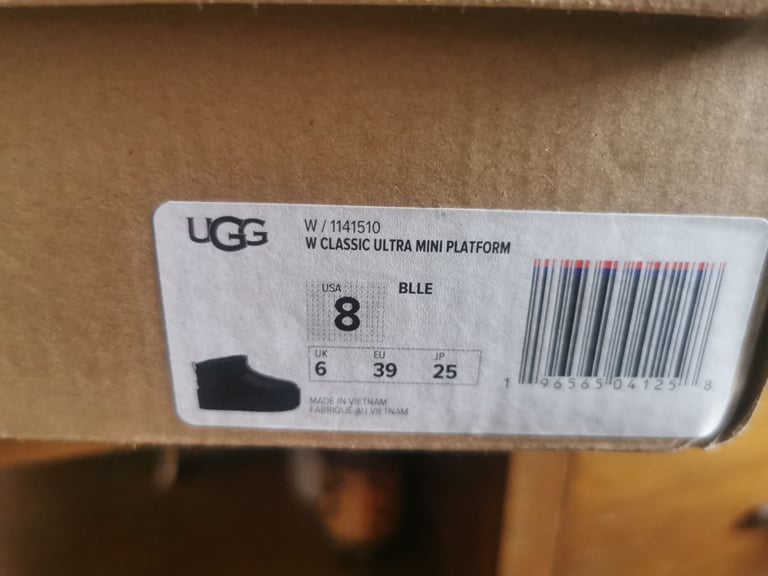 UGG
W / 1141510
W CLASSIC ULTRA MINI PLATFORM
USA
8
BLLE
UK EU JP
6 39 25
MADE IN VIETNAM
FABRIQUÉ AU VIETNAM
1 96565 04125 8